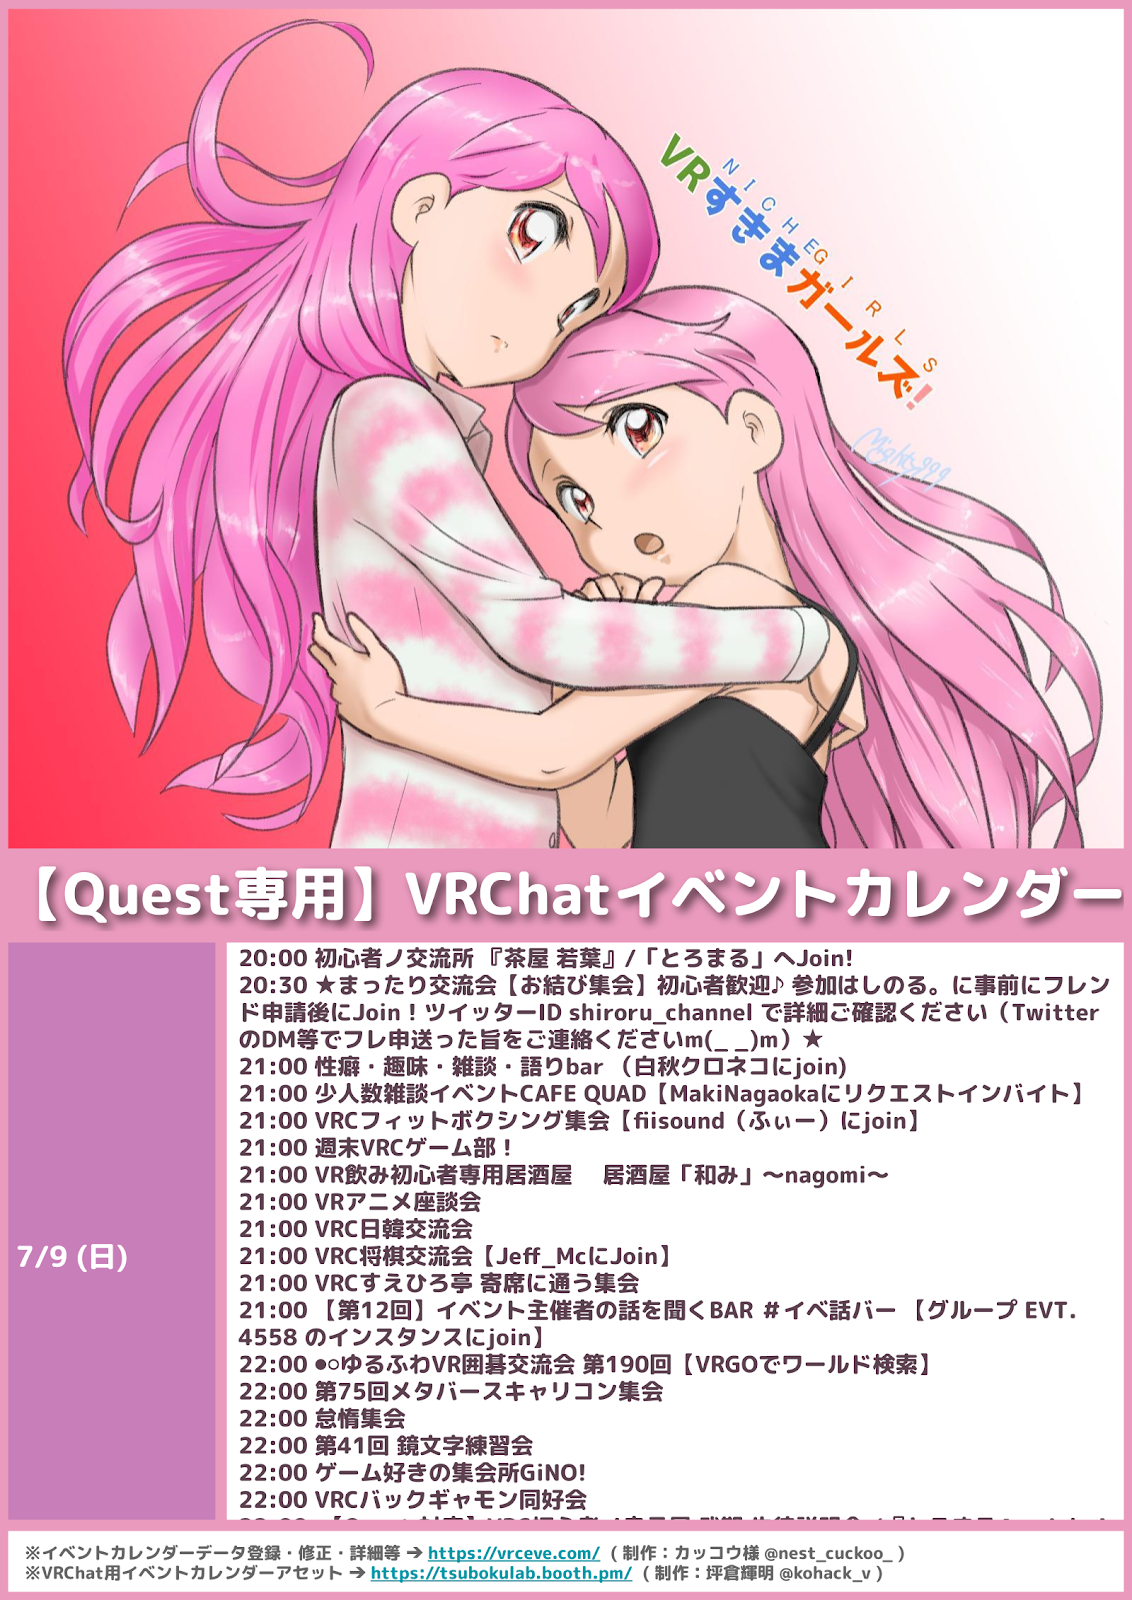 VRすきまガールズ!
NICHEGIRLS
Mighty999
【Quest専用】VRChatイベントカレンダー
7/9 (日)
20:00 初心者ノ交流所 『茶屋 若葉』/「とろまる」へJoin!
20:30 ★まったり交流会【お結び集会】初心者歓迎♪ 参加はしのる。に事前にフレン
ド申請後にJoin！ツイッターID shiroru_channel で詳細ご確認ください（Twitter
のDM等でフレ申送った旨をご連絡くださいm(_ _)m）★
21:00 性癖・趣味・雑談・語りbar （白秋クロネコにjoin)
21:00 少人数雑談イベントCAFE QUAD【MakiNagaokaにリクエストインバイト】
21:00 VRCフィットボクシング集会【fiisound（ふぃー）にjoin】
21:00 週末VRCゲーム部！
21:00 VR飲み初心者専用居酒屋　居酒屋「和み」～nagomi～
21:00 VRアニメ座談会
21:00 VRC日韓交流会
21:00 VRC将棋交流会【Jeff_McにJoin】
21:00 VRCすえひろ亭 寄席に通う集会
21:00 【第12回】イベント主催者の話を聞くBAR ＃イベ話バー 【グループ EVT.
4558 のインスタンスにjoin】
22:00 ●○ゆるふわVR囲碁交流会 第190回【VRGOでワールド検索】
22:00 第75回メタバースキャリコン集会
22:00 怠惰集会
22:00 第41回 鏡文字練習会
22:00 ゲーム好きの集会所GiNO!
22:00 VRCバックギャモン同好会
※イベントカレンダーデータ登録・修正・詳細等 ➔ https://vrceve.com/ ( 制作：カッコウ様 @nest_cuckoo_ )
※VRChat用イベントカレンダーアセット ➔ https://tsubokulab.booth.pm/ ( 制作：坪倉輝明 @kohack_v )